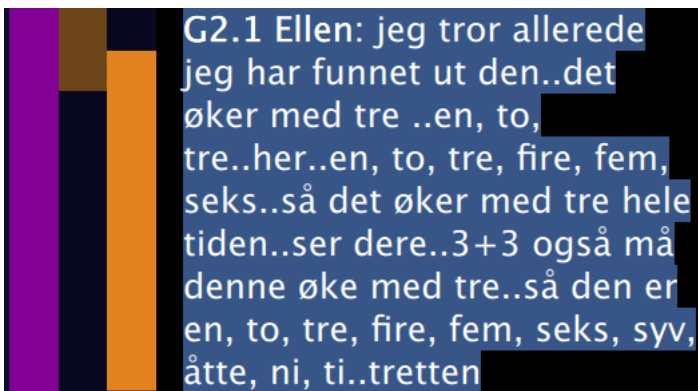 G2.1 Ellen: jeg tror allerede
jeg har funnet ut den..det
øker med tre ..en, to,
tre..her..en, to, tre, fire, fem,
seks..så det øker med tre hele
tiden..ser dere..3+3 også må
denne øke med tre..så den er
en, to, tre, fire, fem, seks, syv,
åtte, ni, ti..tretten